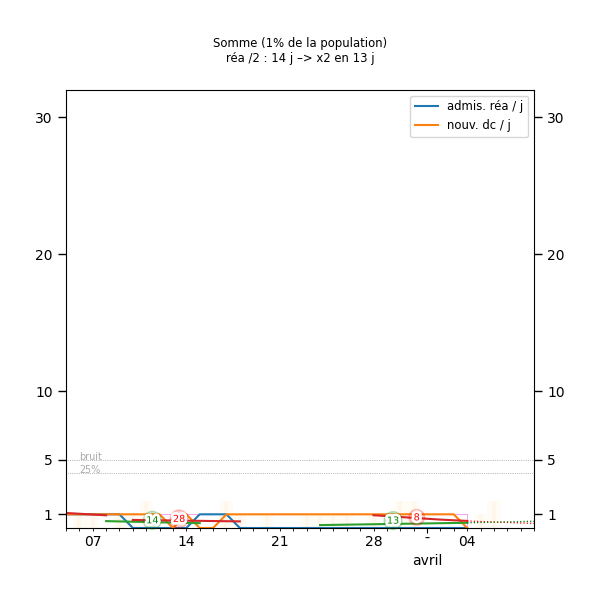 Somme (1% de la population)
réa /2 : 14 j –> x2 en 13 j
admis. réa / j
nouv. dc / j
30 30
20 20
10 10
bruit
5 5
25%
1 1
14 28 13 8
07 14 21 28 - 04
avril